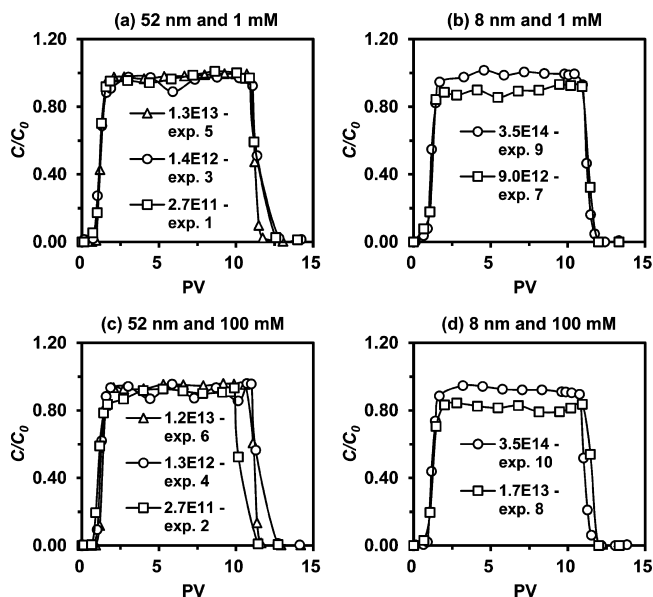 (a) 52 nm and 1 mM
1.20
0.80
0.40
0.00
C/C0
0
5
10
15
PV
1.3E13 -
exp. 5
1.4E12 -
exp. 3
2.7E11 -
exp. 1
(b) 8 nm and 1 mM
1.20
0.80
0.40
0.00
C/C0
0
5
10
15
PV
3.5E14 -
exp. 9
9.0E12 -
exp. 7
(c) 52 nm and 100 mM
1.20
0.80
0.40
0.00
C/C0
0
5
10
15
PV
1.2E13 -
exp. 6
1.3E12 -
exp. 4
2.7E11 -
exp. 2
(d) 8 nm and 100 mM
1.20
0.80
0.40
0.00
C/C0
0
5
10
15
PV
3.5E14 -
exp. 10
1.7E13 -
exp. 8